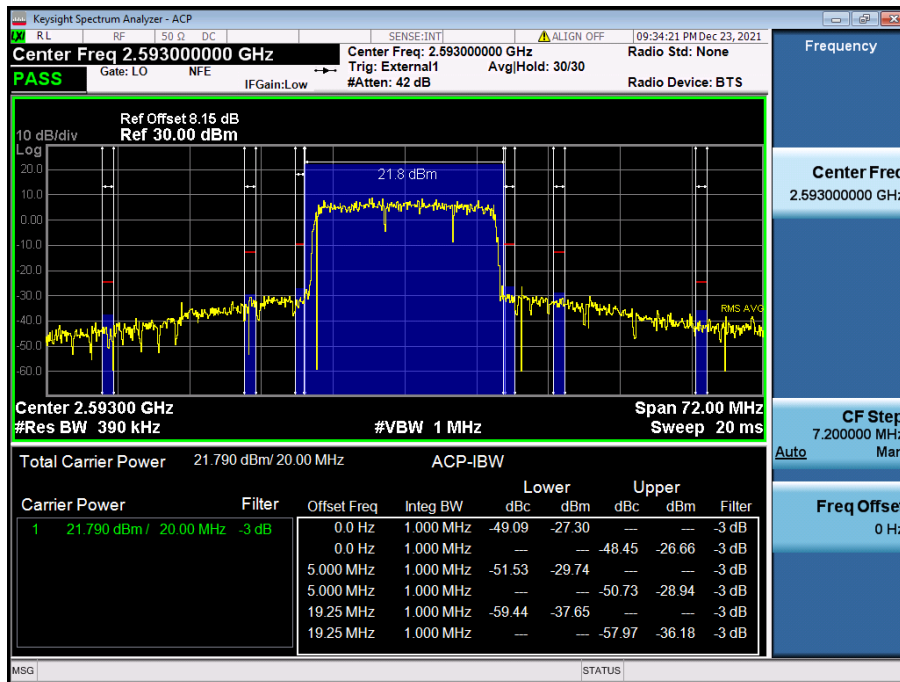 Keysight Spectrum Analyzer - ACP
LXI RL RF 50 Ω DC SENSE:INT ALIGN OFF 09:34:21 PM Dec 23, 2021
Center Freq 2.593000000 GHz Center Freq: 2.593000000 GHz Radio Std: None
Gate: LO NFE Trig: External1 Avg|Hold: 30/30
PASS IFGain:Low #Atten: 42 dB Radio Device: BTS
Ref Offset 8.15 dB
10 dB/div Ref 30.00 dBm
Log
20.0
21.8 dBm
10.0
0.00
-10.0
-20.0
-30.0
RMS AVG
-40.0
-50.0
-60.0
Center 2.59300 GHz Span 72.00 MHz
#Res BW 390 kHz #VBW 1 MHz Sweep 20 ms
Total Carrier Power 21.790 dBm/ 20.00 MHz ACP-IBW
Lower Upper
Carrier Power Filter Offset Freq Integ BW dBc dBm dBc dBm Filter
1 21.790 dBm / 20.00 MHz -3 dB 0.0 Hz 1.000 MHz -49.09 -27.30 --- --- -3 dB
0.0 Hz 1.000 MHz --- --- -48.45 -26.66 -3 dB
5.000 MHz 1.000 MHz -51.53 -29.74 --- --- -3 dB
5.000 MHz 1.000 MHz --- --- -50.73 -28.94 -3 dB
19.25 MHz 1.000 MHz -59.44 -37.65 --- --- -3 dB
19.25 MHz 1.000 MHz --- --- -57.97 -36.18 -3 dB
MSG STATUS
Frequency
Center Freq
2.593000000 GHz
CF Step
7.200000 MHz
Auto Man
Freq Offset
0 Hz